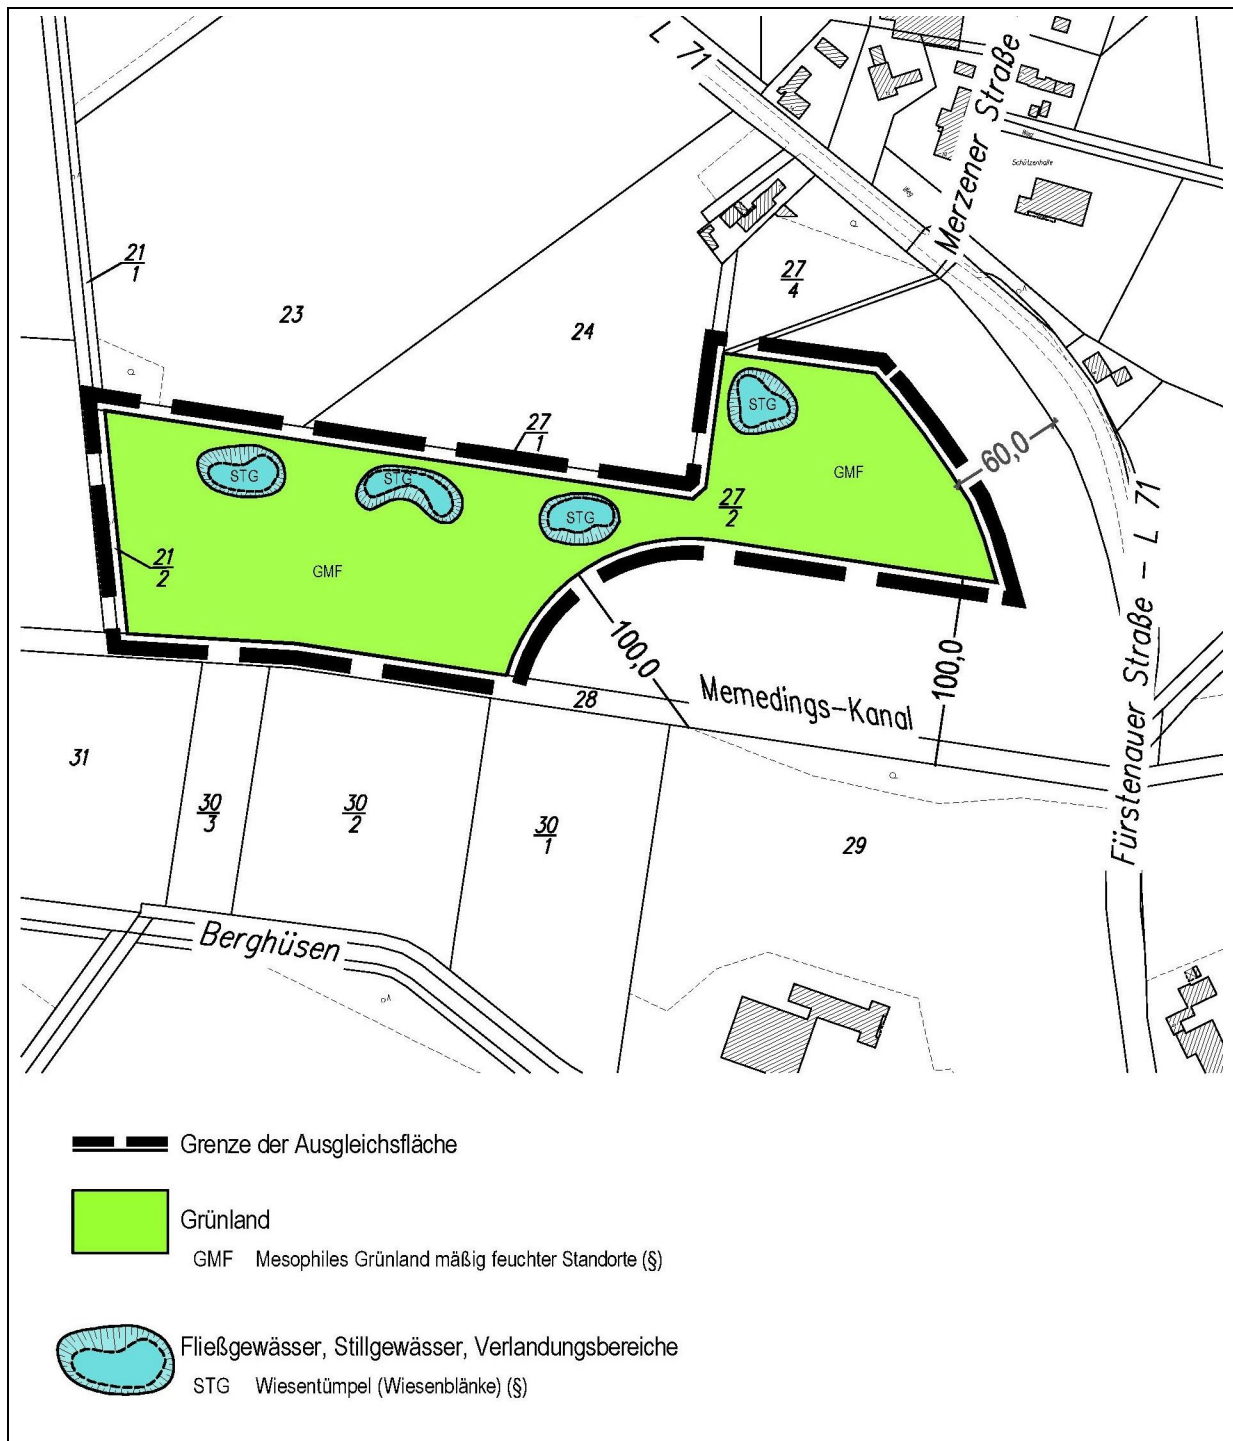 L 71
Merzener Straße
Weg
Schützenhalle
Weg
21
1
23
24
27
4
27
1
STG
STG
STG
STG
GMF
60,0
27
2
21
2
GMF
100,0
100,0
28
Memedings-Kanal
Fürstenauer Straße - L 71
31
30
3
30
2
30
1
29
Berghüsen
Grenze der Ausgleichsfläche
Grünland
GMF Mesophiles Grünland mäßig feuchter Standorte (§)
Fließgewässer, Stillgewässer, Verlandungsbereiche
STG Wiesentümpel (Wiesenblänke) (§)